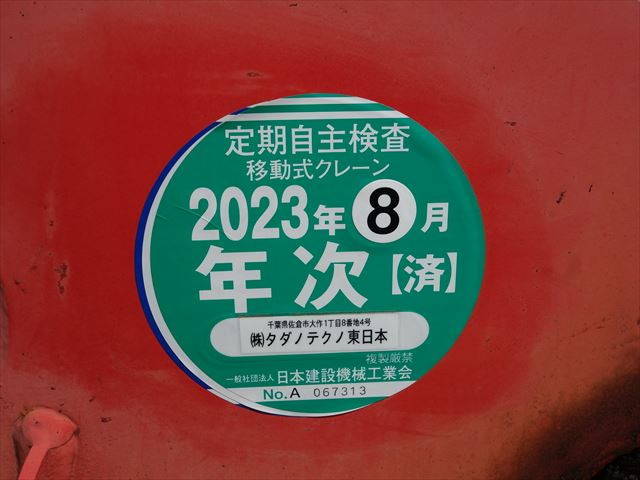 定期自主検査
移動式クレーン
2023年8月
年次【済】
千葉県佐倉市大作1丁目8番地4号
㈱タダノテクノ東日本
複製厳禁
一般社団法人 日本建設機械工業会
No.A 067313